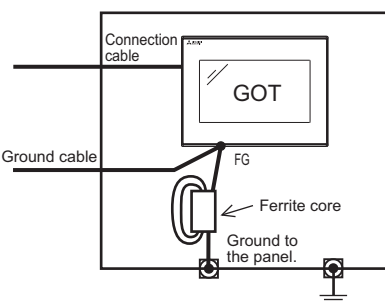 Connection
cable
GOT
Ground cable
FG
Ferrite core
Ground to
the panel.